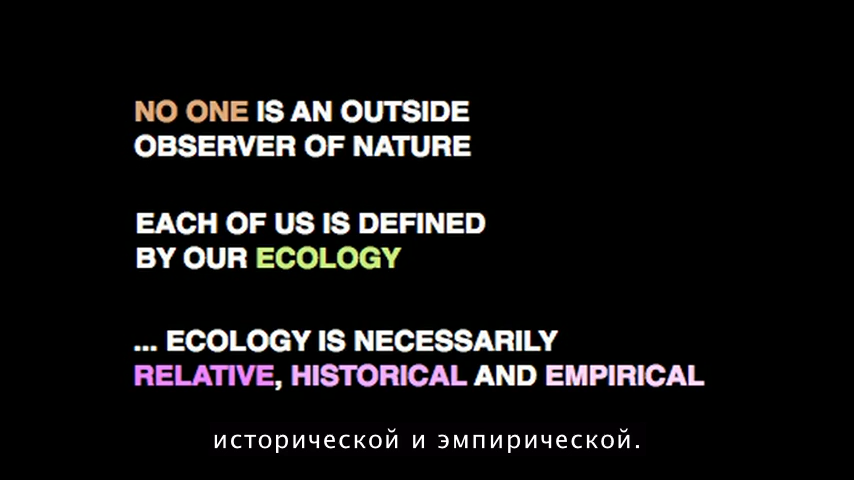 NO ONE IS AN OUTSIDE
OBSERVER OF NATURE
EACH OF US IS DEFINED
BY OUR ECOLOGY
... ECOLOGY IS NECESSARILY
RELATIVE, HISTORICAL AND EMPIRICAL
исторической и эмпирической.